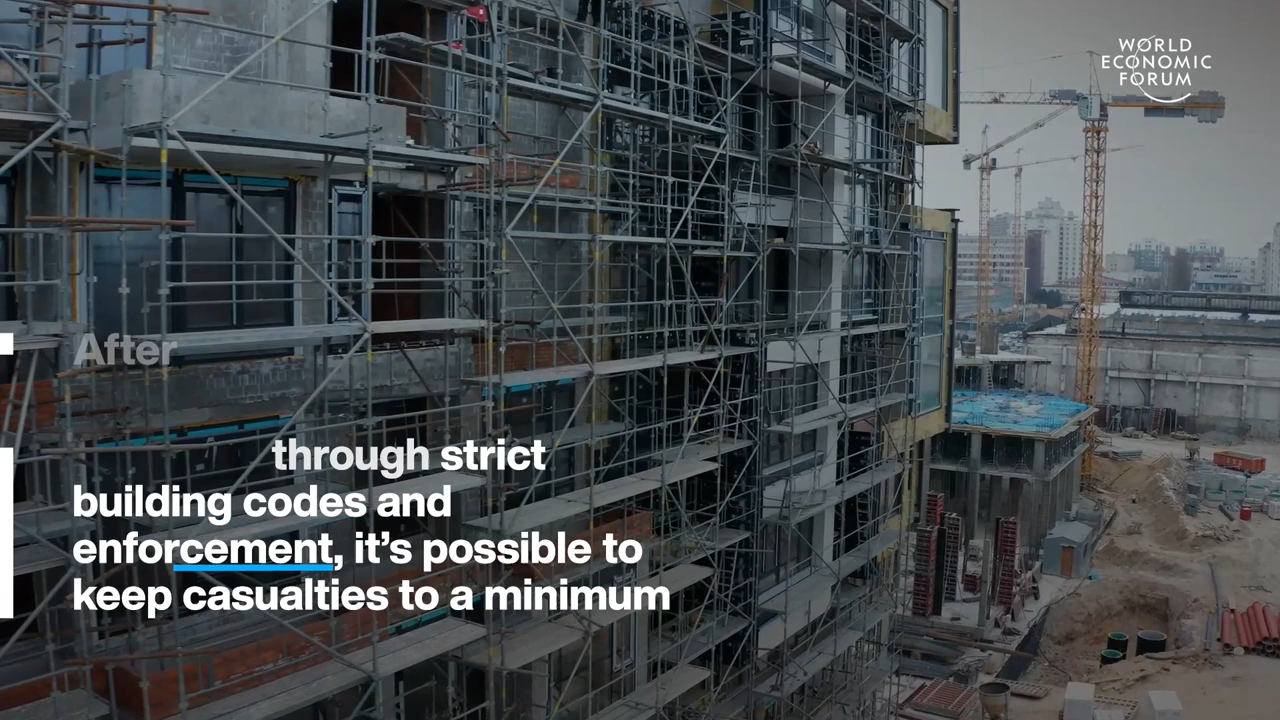 WORLD
ECONOMIC
FORUM
After
through strict
building codes and
enforcement, it’s possible to
keep casualties to a minimum